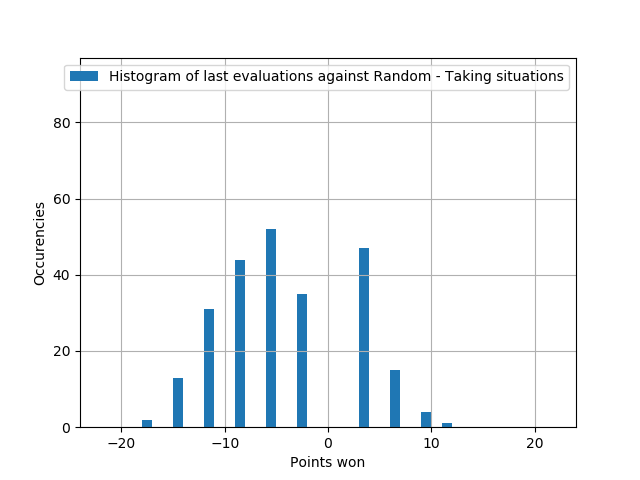 Histogram of last evaluations against Random - Taking situations
80
60
40
20
0
Occurencies
−20 −10 0 10 20
Points won